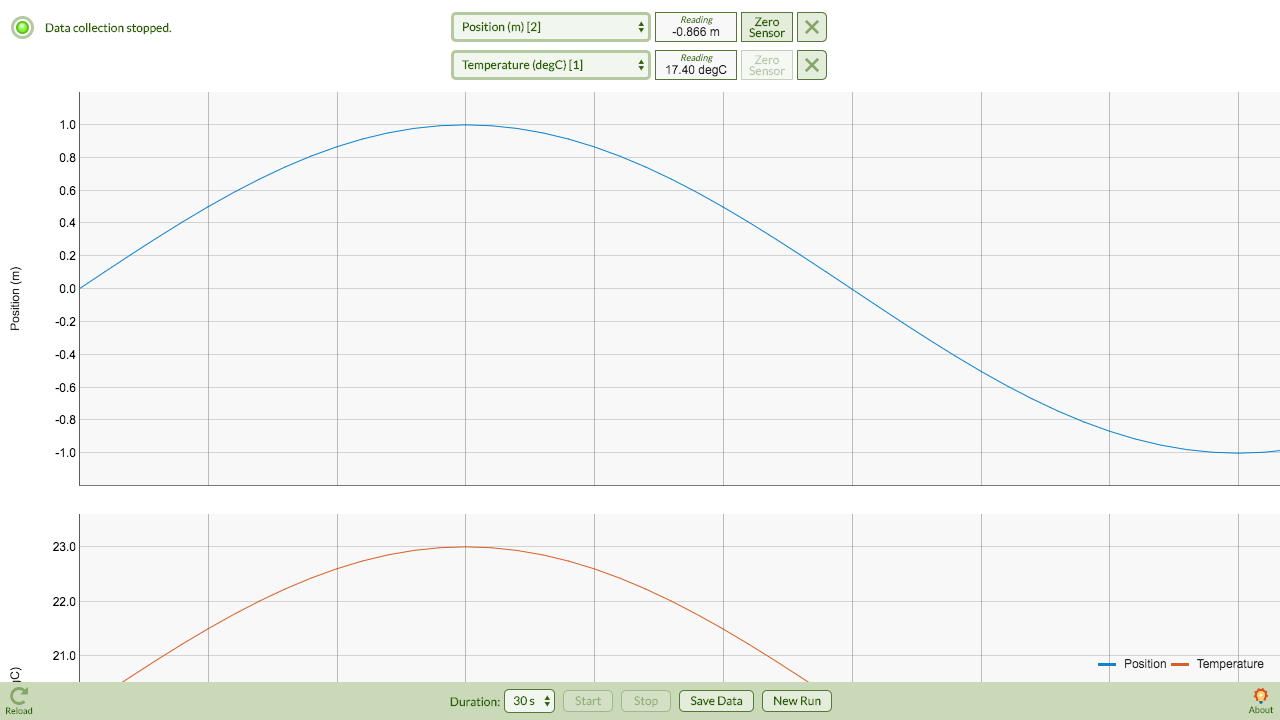 Data collection stopped.
Position (m) [2]
Reading
-0.866 m
Zero
Sensor
Temperature (degC) [1]
Reading
17.40 degC
Zero
Sensor
1.0
0.8
0.6
0.4
0.2
0.0
-0.2
-0.4
-0.6
-0.8
-1.0
Position (m)
23.0
22.0
21.0
Position
Temperature
Reload
Duration:
30 s
Start
Stop
Save Data
New Run
About